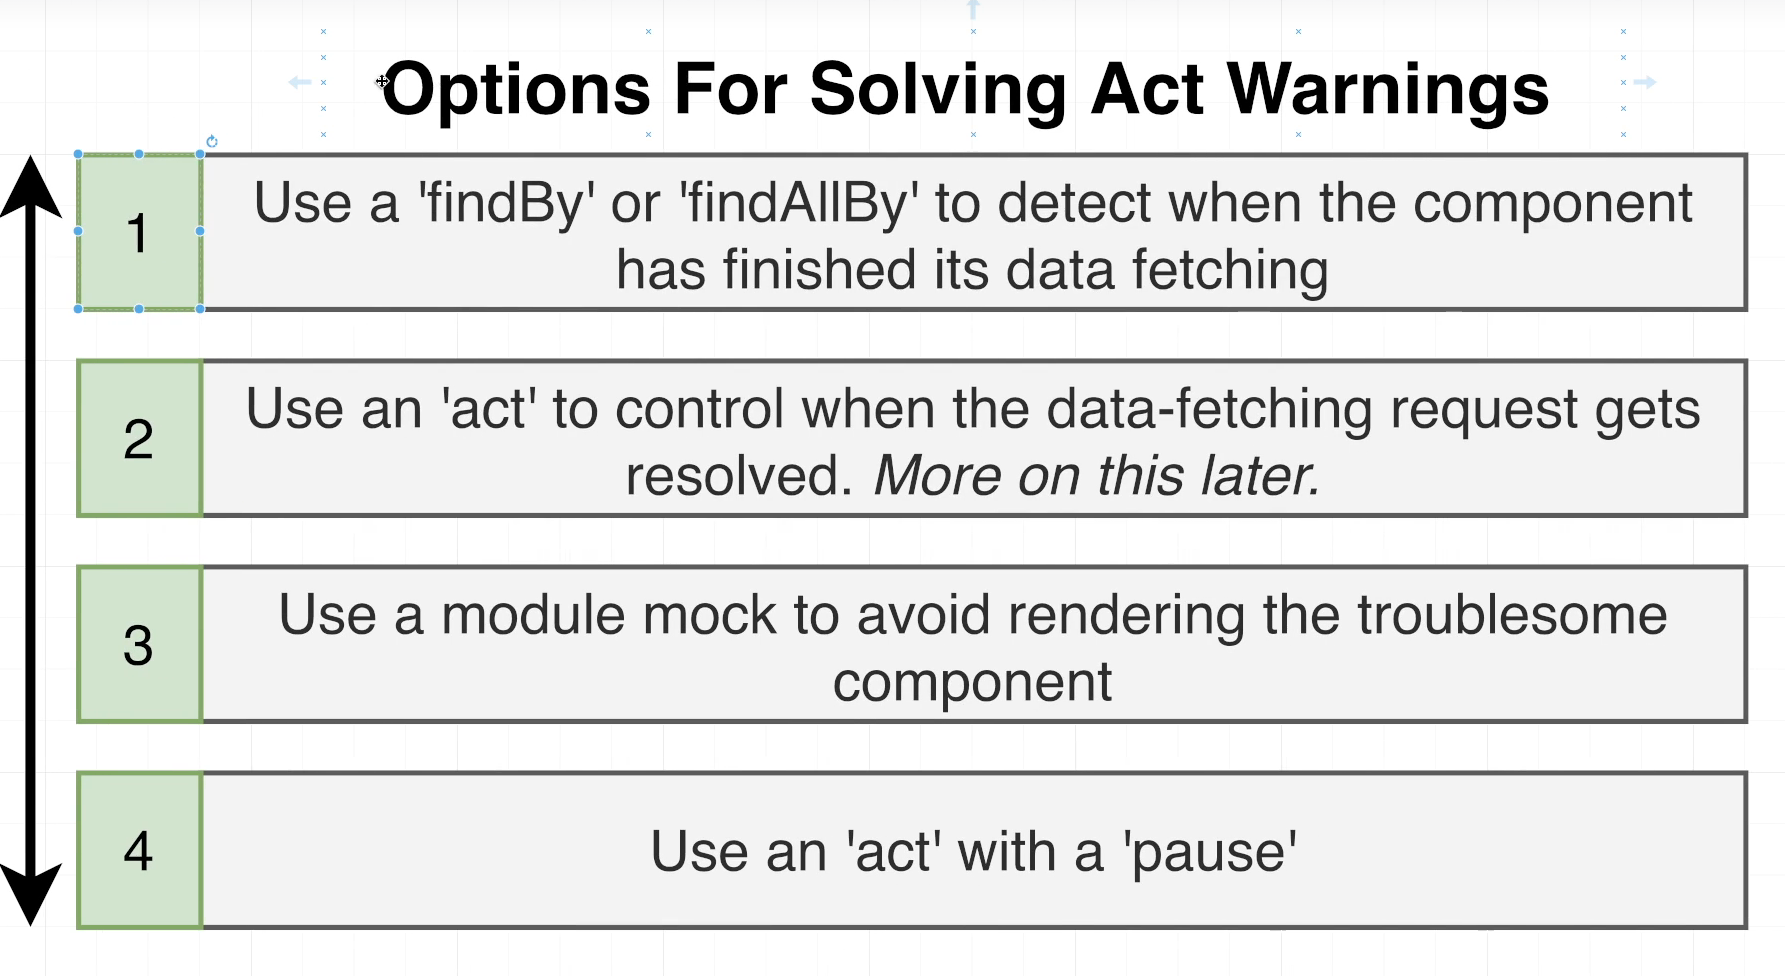 Options For Solving Act Warnings
1
Use a 'findBy' or 'findAllBy' to detect when the component
has finished its data fetching
2
Use an 'act' to control when the data-fetching request gets
resolved. More on this later.
3
Use a module mock to avoid rendering the troublesome
component
4
Use an 'act' with a 'pause'